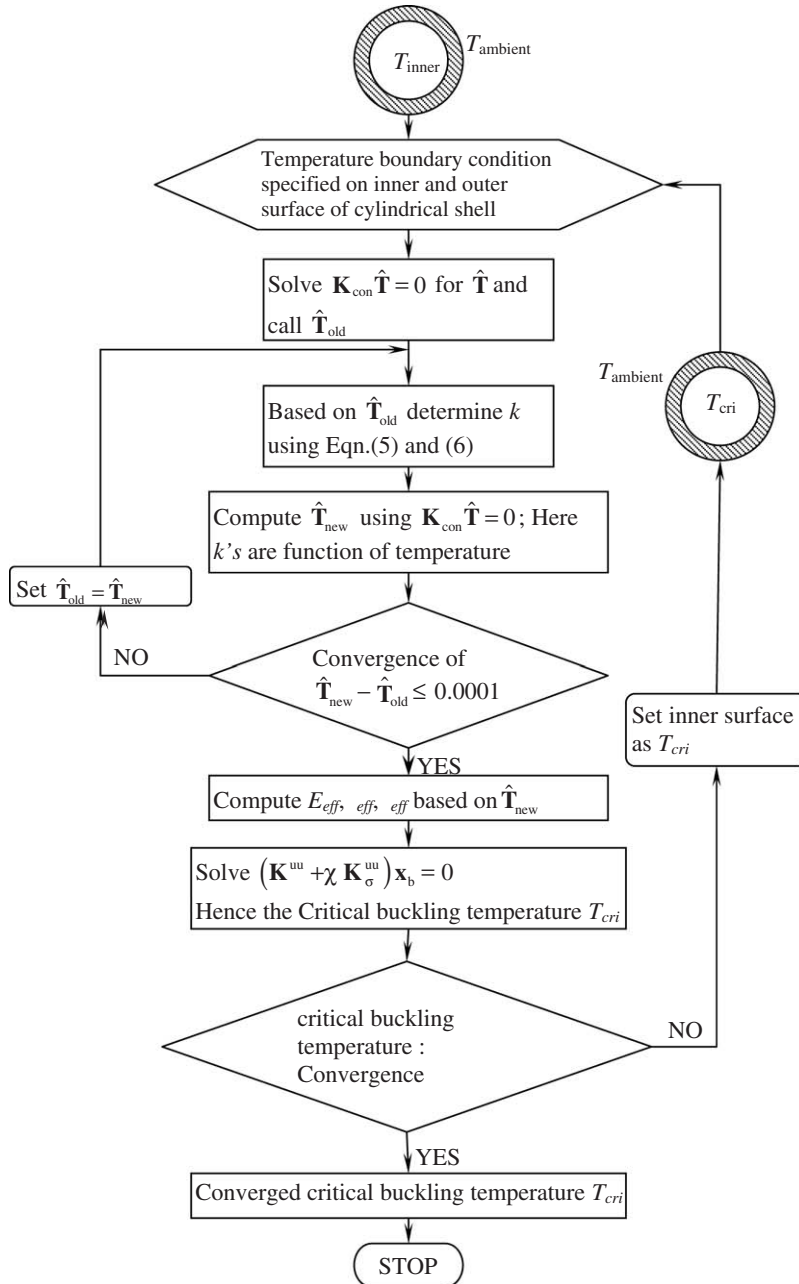 T_inner
T_ambient
Temperature boundary condition
specified on inner and outer
surface of cylindrical shell
Solve K_con T̂ = 0 for T̂ and
call T̂_old
Based on T̂_old determine k
using Eqn.(5) and (6)
Compute T̂_new using K_con T̂ = 0; Here
k's are function of temperature
Set T̂_old = T̂_new
NO
Convergence of
T̂_new − T̂_old ≤ 0.0001
YES
Compute E_eff, _eff, _eff based on T̂_new
Solve (K^uu + χ K_σ^uu) x_b = 0
Hence the Critical buckling temperature T_cri
critical buckling
temperature :
Convergence
NO
Set inner surface
as T_cri
T_ambient
T_cri
YES
Converged critical buckling temperature T_cri
STOP